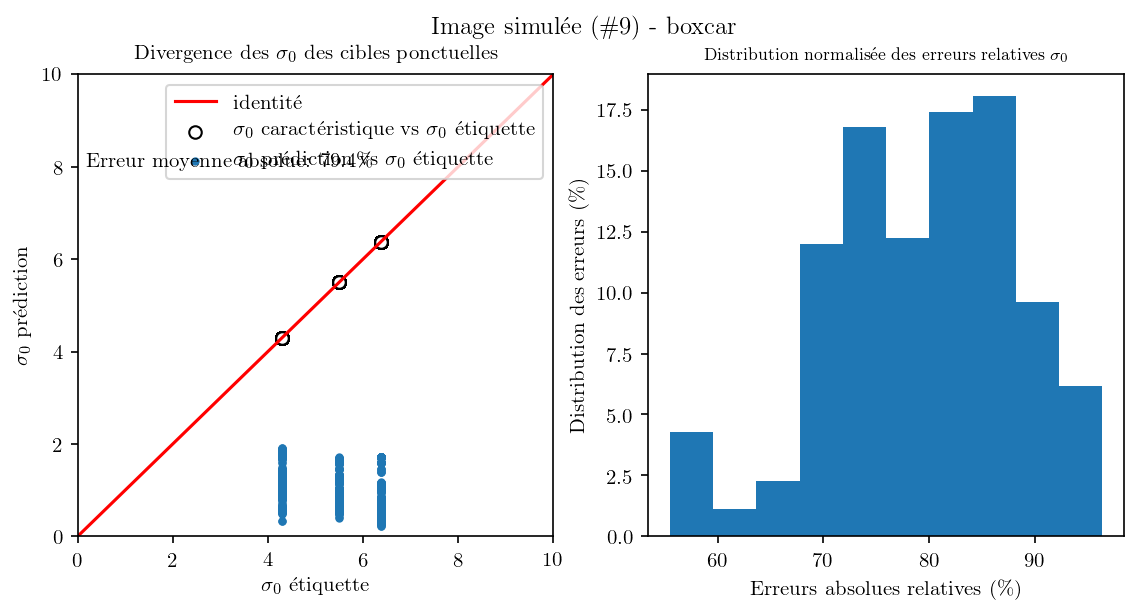 Image simulée (#9) - boxcar
Divergence des σ0 des cibles ponctuelles
identité
σ0 caractéristique vs σ0 étiquette
σ0 prédiction vs σ0 étiquette
Erreur moyenne absolue: 79.4%
10
8
6
4
2
0
σ0 prédiction
0 2 4 6 8 10
σ0 étiquette
Distribution normalisée des erreurs relatives σ0
17.5
15.0
12.5
10.0
7.5
5.0
2.5
0.0
Distribution des erreurs (%)
60 70 80 90
Erreurs absolues relatives (%)